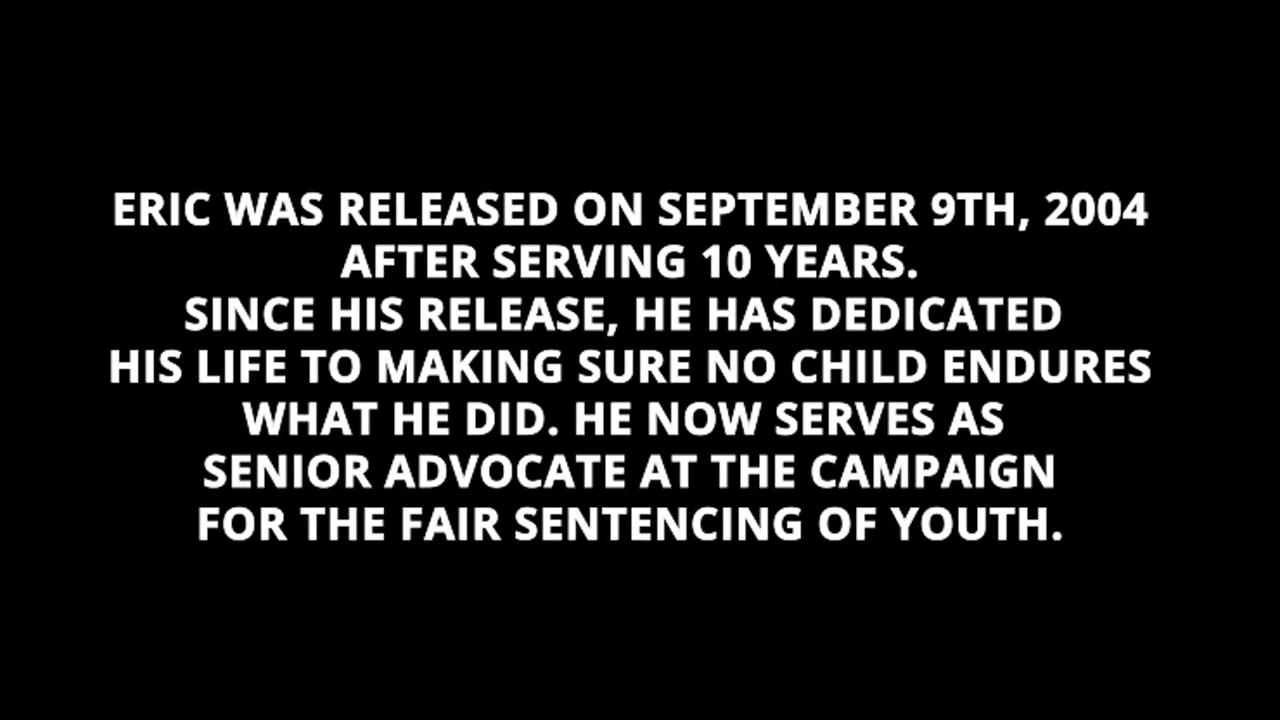 ERIC WAS RELEASED ON SEPTEMBER 9TH, 2004
AFTER SERVING 10 YEARS.
SINCE HIS RELEASE, HE HAS DEDICATED
HIS LIFE TO MAKING SURE NO CHILD ENDURES
WHAT HE DID. HE NOW SERVES AS
SENIOR ADVOCATE AT THE CAMPAIGN
FOR THE FAIR SENTENCING OF YOUTH.